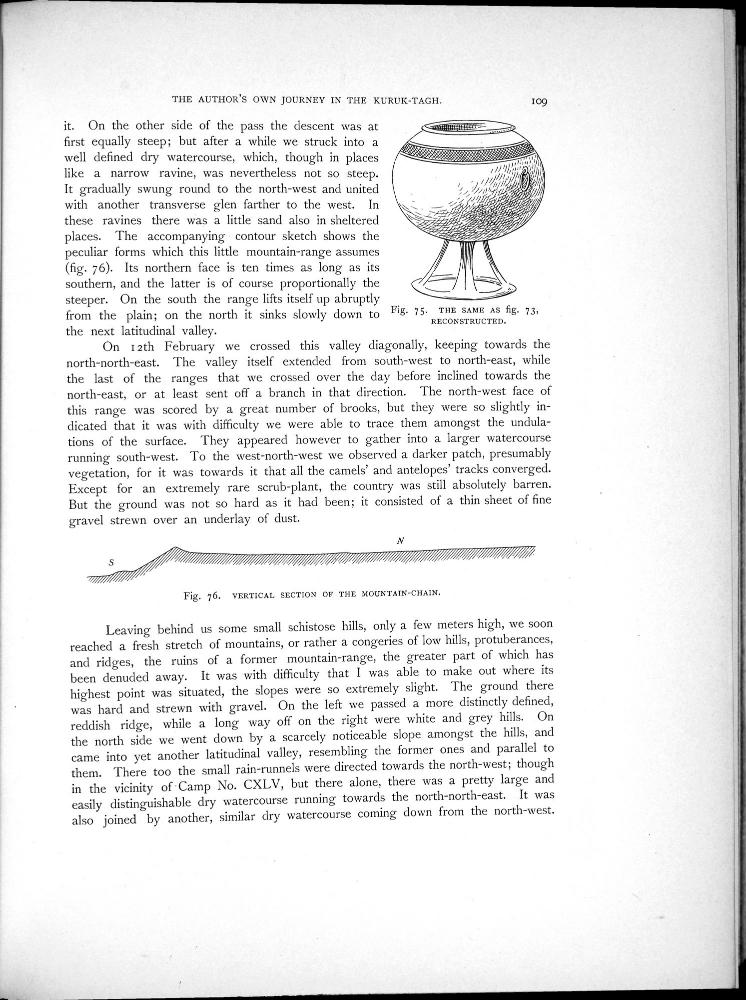 THE AUTHOR'S OWN JOURNEY IN THE KURUK-TAGH. 109
it. On the other side of the pass the descent was at
first equally steep; but after a while we struck into a
well defined dry watercourse, which, though in places
like a narrow ravine, was nevertheless not so steep.
It gradually swung round to the north-west and united
with another transverse glen farther to the west. In
these ravines there was a little sand also in sheltered
places. The accompanying contour sketch shows the
peculiar forms which this little mountain-range assumes
(fig. 76). Its northern face is ten times as long as its
southern, and the latter is of course proportionally the
steeper. On the south the range lifts itself up abruptly
from the plain; on the north it sinks slowly down to
the next latitudinal valley.
Fig. 75. THE SAME AS fig. 73,
RECONSTRUCTED.
On 12th February we crossed this valley diagonally, keeping towards the
north-north-east. The valley itself extended from south-west to north-east, while
the last of the ranges that we crossed over the day before inclined towards the
north-east, or at least sent off a branch in that direction. The north-west face of
this range was scored by a great number of brooks, but they were so slightly in-
dicated that it was with difficulty we were able to trace them amongst the undula-
tions of the surface. They appeared however to gather into a larger watercourse
running south-west. To the west-north-west we observed a darker patch, presumably
vegetation, for it was towards it that all the camels' and antelopes' tracks converged.
Except for an extremely rare scrub-plant, the country was still absolutely barren.
But the ground was not so hard as it had been; it consisted of a thin sheet of fine
gravel strewn over an underlay of dust.
S N
Fig. 76. VERTICAL SECTION OF THE MOUNTAIN-CHAIN.
Leaving behind us some small schistose hills, only a few meters high, we soon
reached a fresh stretch of mountains, or rather a congeries of low hills, protuberances,
and ridges, the ruins of a former mountain-range, the greater part of which has
been denuded away. It was with difficulty that I was able to make out where its
highest point was situated, the slopes were so extremely slight. The ground there
was hard and strewn with gravel. On the left we passed a more distinctly defined,
reddish ridge, while a long way off on the right were white and grey hills. On
the north side we went down by a scarcely noticeable slope amongst the hills, and
came into yet another latitudinal valley, resembling the former ones and parallel to
them. There too the small rain-runnels were directed towards the north-west; though
in the vicinity of Camp No. CXLV, but there alone, there was a pretty large and
easily distinguishable dry watercourse running towards the north-north-east. It was
also joined by another, similar dry watercourse coming down from the north-west.